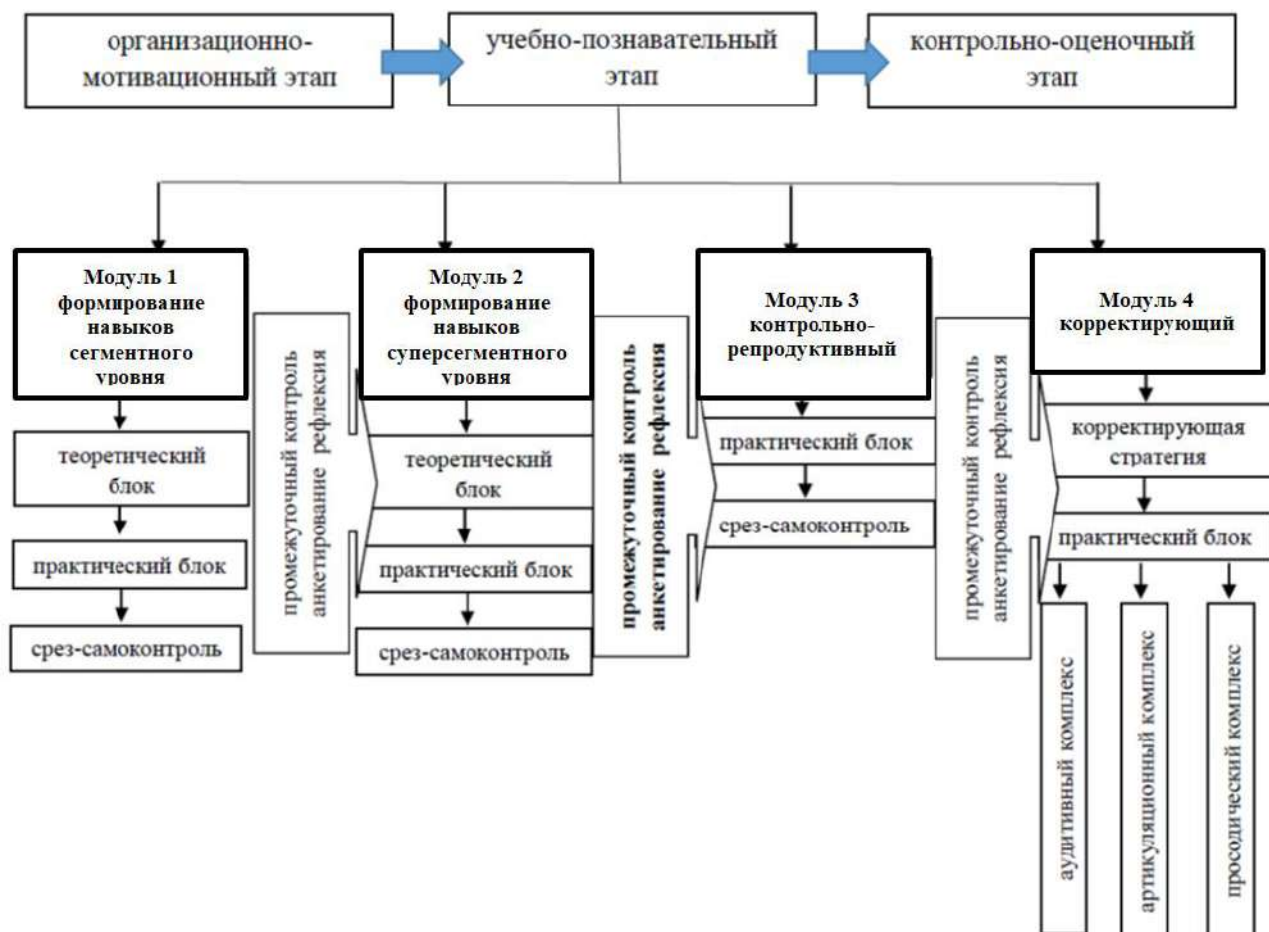 организационно-
мотивационный этап
учебно-познавательный
этап
контрольно-оценочный
этап
Модуль 1
формирование
навыков
сегментного
уровня
теоретический
блок
практический блок
срез-самоконтроль
промежуточный контроль
анкетирование рефлексия
Модуль 2
формирование
навыков
суперсегментного
уровня
теоретический
блок
практический блок
срез-самоконтроль
промежуточный контроль
анкетирование рефлексия
Модуль 3
контрольно-
репродуктивный
практический блок
срез-самоконтроль
промежуточный контроль
анкетирование рефлексия
Модуль 4
корректирующий
корректирующая
стратегия
практический блок
аудитивный комплекс
артикуляционный комплекс
просодический комплекс